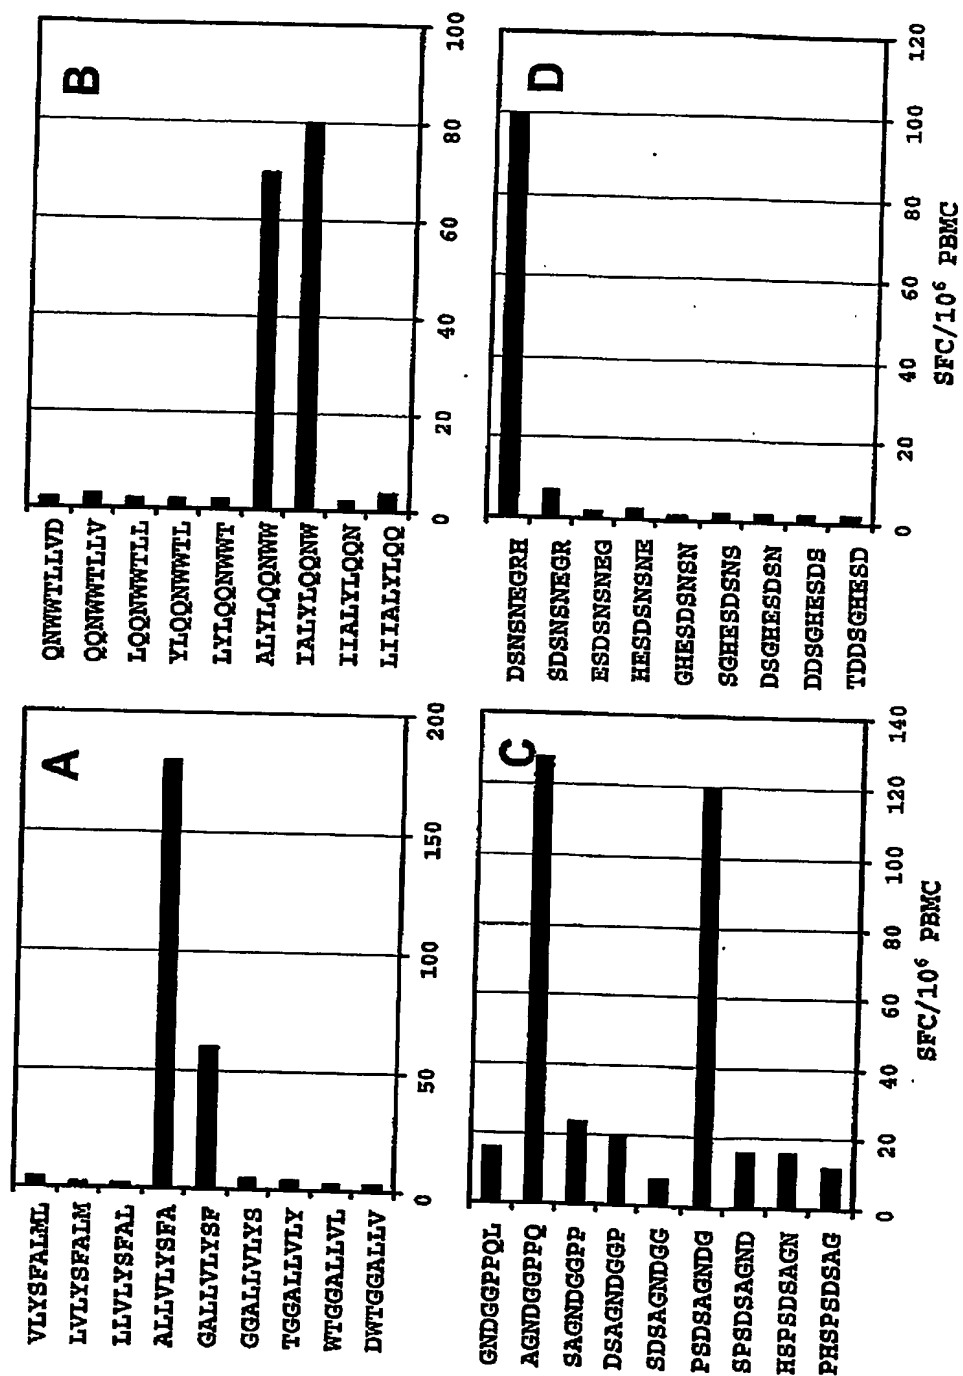 A
VLYSFALML
LVLYSFALM
LLVLYSFAL
ALLVLYSFA
GALLVLYSF
GGALLVLYS
TGGALLVLY
WTGGALLVL
DWTGGALLV
0 50 100 150 200
B
QNWWTLLVD
QQNWWTLLV
LQQNWWTLL
YLQQNWWTL
LYLQQNWWT
ALYLQQNWW
IALYLQQNW
IIALYLQQN
LIIALYLQQ
0 20 40 60 80 100
C
GNDGGPPQL
AGNDGGPPQ
SAGNDGGPP
DSAGNDGGP
SDSAGNDGG
PSDSAGNDG
SPSDSAGND
HSPSDSAGN
PHSPSDSAG
0 20 40 60 80 100 120 140
SFC/10⁶ PBMC
D
DSNSNEGRH
SDSNSNEGR
ESDSNSNEG
HESDSNSNE
GHESDSNSN
SGHESDSNS
DSGHESDSN
DDSGHESDS
TDDSGHESD
0 20 40 60 80 100 120
SFC/10⁶ PBMC